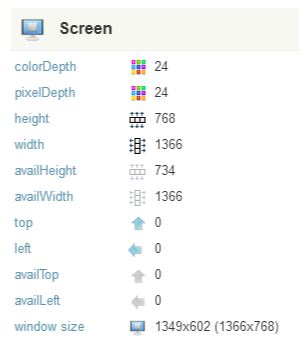 Screen
colorDepth 24
pixelDepth 24
height 768
width 1366
availHeight 734
availWidth 1366
top 0
left 0
availTop 0
availLeft 0
window size 1349x602 (1366x768)